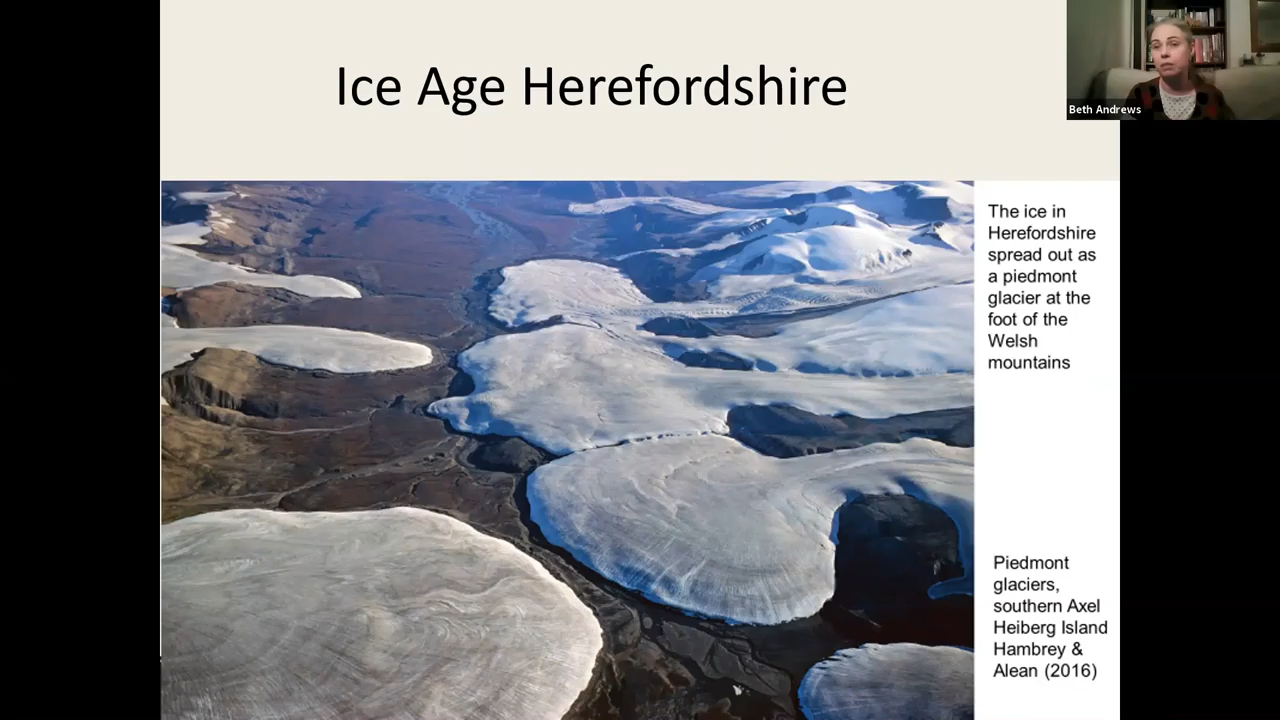 Ice Age Herefordshire
Beth Andrews
The ice in
Herefordshire
spread out as
a piedmont
glacier at the
foot of the
Welsh
mountains
Piedmont
glaciers,
southern Axel
Heiberg Island
Hambrey &
Alean (2016)